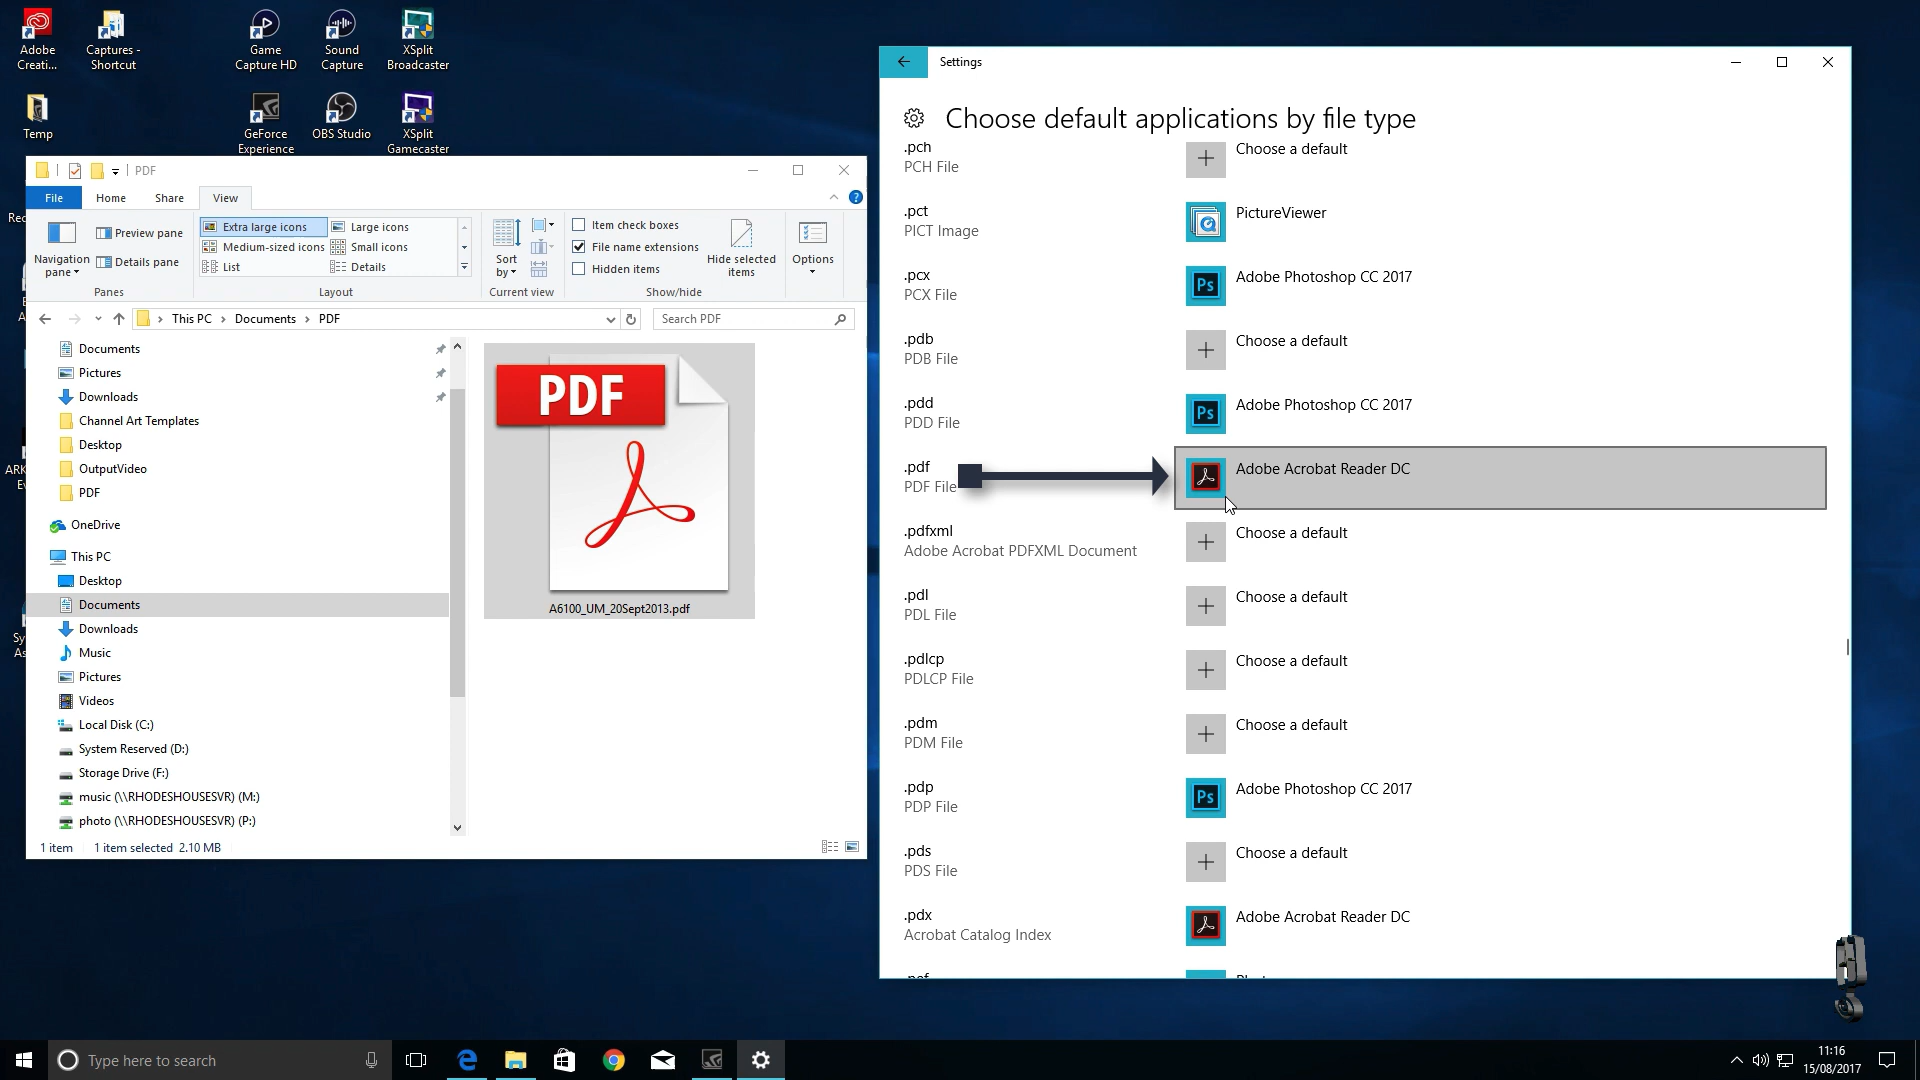 Adobe
Creati...
Captures -
Shortcut
Game
Capture HD
Sound
Capture
XSplit
Broadcaster
Temp
GeForce
Experience
OBS Studio
XSplit
Gamecaster
PDF
File
Home
Share
View
Navigation
pane
Preview pane
Details pane
Panes
Extra large icons
Large icons
Medium-sized icons
Small icons
List
Details
Layout
Sort
by
Current view
Item check boxes
File name extensions
Hidden items
Hide selected
items
Show/hide
Options
This PC
Documents
PDF
Search PDF
Documents
Pictures
Downloads
Channel Art Templates
Desktop
OutputVideo
PDF
OneDrive
This PC
Desktop
Documents
Downloads
Music
Pictures
Videos
Local Disk (C:)
System Reserved (D:)
Storage Drive (F:)
music (\\RHODESHOUSESVR) (M:)
photo (\\RHODESHOUSESVR) (P:)
PDF
A6100_UM_20Sept2013.pdf
1 item
1 item selected 2.10 MB
Settings
Choose default applications by file type
.pch
PCH File
Choose a default
.pct
PICT Image
PictureViewer
.pcx
PCX File
Ps
Adobe Photoshop CC 2017
.pdb
PDB File
Choose a default
.pdd
PDD File
Ps
Adobe Photoshop CC 2017
.pdf
PDF File
Adobe Acrobat Reader DC
.pdfxml
Adobe Acrobat PDFXML Document
Choose a default
.pdl
PDL File
Choose a default
.pdlcp
PDLCP File
Choose a default
.pdm
PDM File
Choose a default
.pdp
PDP File
Ps
Adobe Photoshop CC 2017
.pds
PDS File
Choose a default
.pdx
Acrobat Catalog Index
Adobe Acrobat Reader DC
Type here to search
11:16
15/08/2017